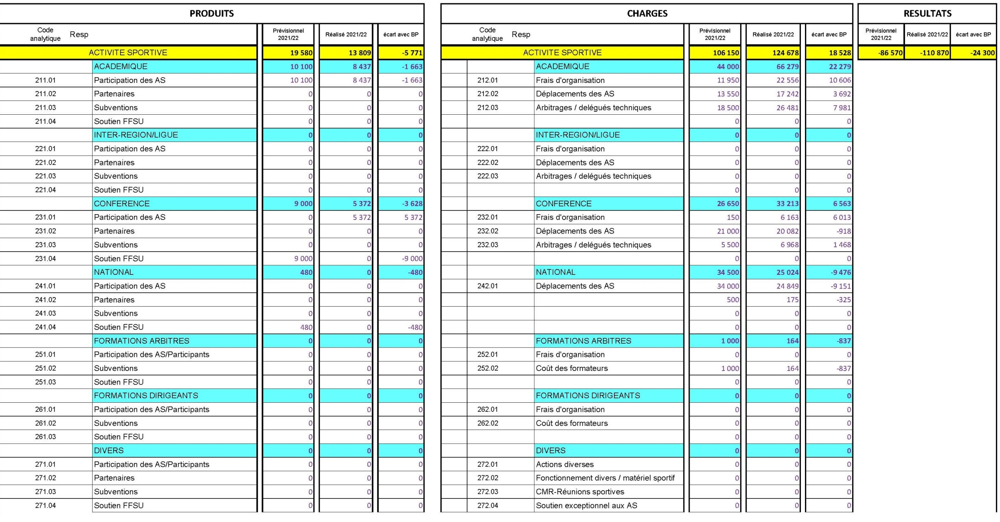 PRODUITS CHARGES RESULTATS
Code analytique Resp Prévisionnel 2021/22 Réalisé 2021/22 écart avec BP Code analytique Resp Prévisionnel 2021/22 Réalisé 2021/22 écart avec BP Prévisionnel 2021/22 Réalisé 2021/22 écart avec BP
ACTIVITE SPORTIVE 19 580 13 809 -5 771 ACTIVITE SPORTIVE 106 150 124 678 18 528 -86 570 -110 870 -24 300
ACADEMIQUE 10 100 8 437 -1 663 ACADEMIQUE 44 000 66 279 22 279
211.01 Participation des AS 10 100 8 437 -1 663 212.01 Frais d'organisation 11 950 22 556 10 606
211.02 Partenaires 0 0 0 212.02 Déplacements des AS 13 550 17 242 3 692
211.03 Subventions 0 0 0 212.03 Arbitrages / delégués techniques 18 500 26 481 7 981
211.04 Soutien FFSU 0 0 0 0 0 0
INTER-REGION/LIGUE 0 0 0 INTER-REGION/LIGUE 0 0 0
221.01 Participation des AS 0 0 0 222.01 Frais d'organisation 0 0 0
221.02 Partenaires 0 0 0 222.02 Déplacements des AS 0 0 0
221.03 Subventions 0 0 0 222.03 Arbitrages / delégués techniques 0 0 0
221.04 Soutien FFSU 0 0 0 0 0 0
CONFERENCE 9 000 5 372 -3 628 CONFERENCE 26 650 33 213 6 563
231.01 Participation des AS 0 5 372 5 372 232.01 Frais d'organisation 150 6 163 6 013
231.02 Partenaires 0 0 0 232.02 Déplacements des AS 21 000 20 082 -918
231.03 Subventions 0 0 0 232.03 Arbitrages / delégués techniques 5 500 6 968 1 468
231.04 Soutien FFSU 9 000 0 -9 000 0 0 0
NATIONAL 480 0 -480 NATIONAL 34 500 25 024 -9 476
241.01 Participation des AS 0 0 0 242.01 Déplacements des AS 34 000 24 849 -9 151
241.02 Partenaires 0 0 0 500 175 -325
241.03 Subventions 0 0 0 0 0 0
241.04 Soutien FFSU 480 0 -480 0 0 0
FORMATIONS ARBITRES 0 0 0 FORMATIONS ARBITRES 1 000 164 -837
251.01 Participation des AS/Participants 0 0 0 252.01 Frais d'organisation 0 0 0
251.02 Subventions 0 0 0 252.02 Coût des formateurs 1 000 164 -837
251.03 Soutien FFSU 0 0 0 0 0 0
FORMATIONS DIRIGEANTS 0 0 0 FORMATIONS DIRIGEANTS 0 0 0
261.01 Participation des AS/Participants 0 0 0 262.01 Frais d'organisation 0 0 0
261.02 Subventions 0 0 0 262.02 Coût des formateurs 0 0 0
261.03 Soutien FFSU 0 0 0 0 0 0
DIVERS 0 0 0 DIVERS 0 0 0
271.01 Participation des AS/Participants 0 0 0 272.01 Actions diverses 0 0 0
271.02 Partenaires 0 0 0 272.02 Fonctionnement divers / matériel sportif 0 0 0
271.03 Subventions 0 0 0 272.03 CMR-Réunions sportives 0 0 0
271.04 Soutien FFSU 0 0 0 272.04 Soutien exceptionnel aux AS 0 0 0